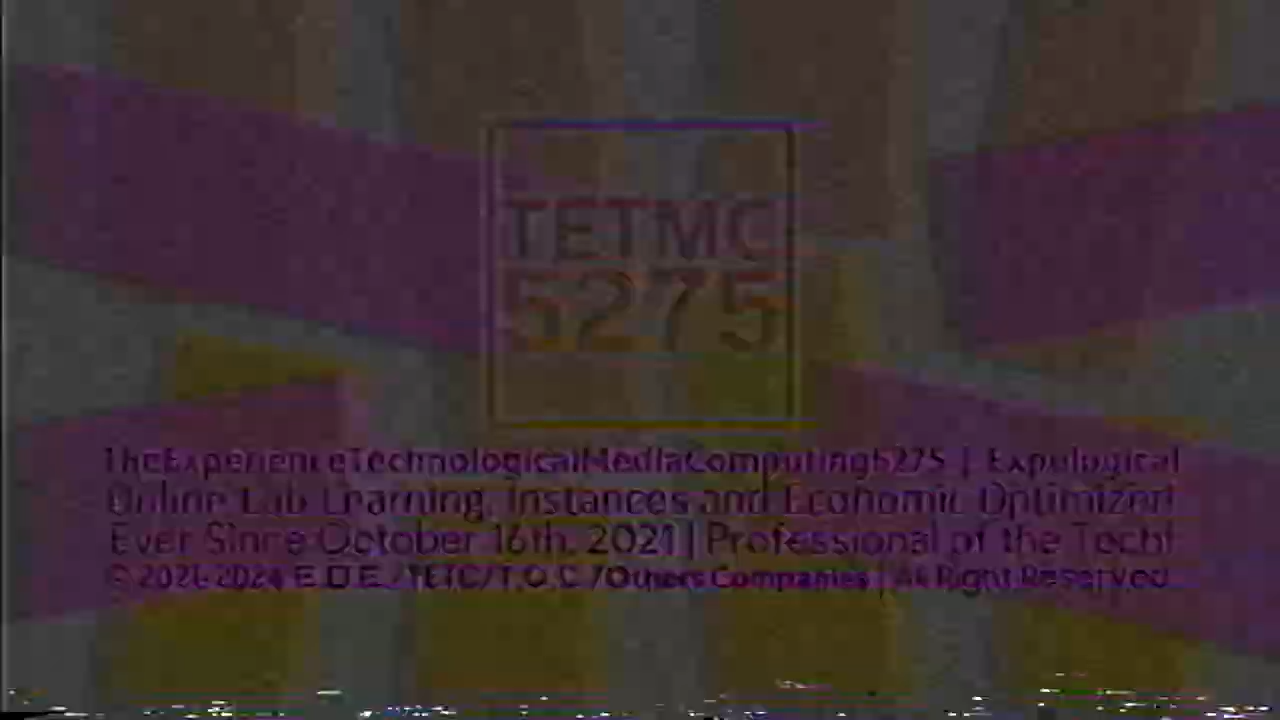 TETMC
5275
TheExperienceTechnologicalMediaComputing5275 | Expological
Online Lab Learning, Instances and Economic Optimized
Ever Since October 16th, 2021 | Professional of the Tech!
© 2021-2024 E.D.E./TETC/T.O.C./Others Companies | All Right Reserved.